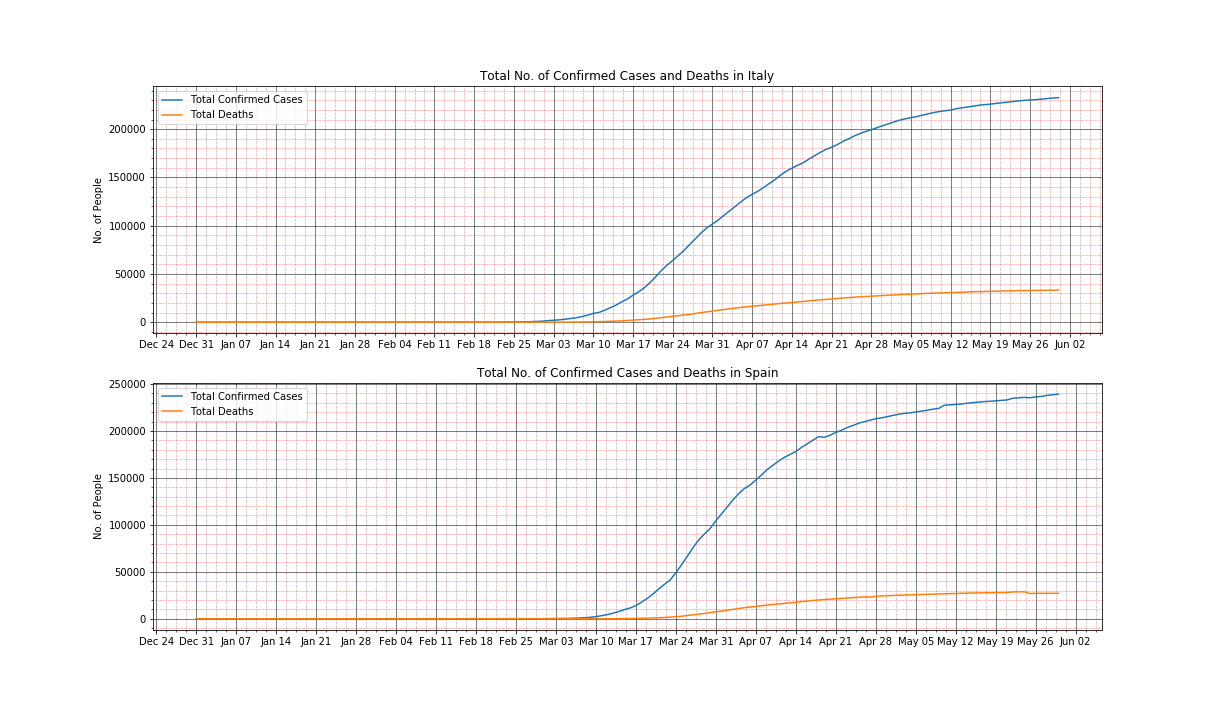 Total No. of Confirmed Cases and Deaths in Italy
Total Confirmed Cases
Total Deaths
No. of People
200000
150000
100000
50000
0
Dec 24 Dec 31 Jan 07 Jan 14 Jan 21 Jan 28 Feb 04 Feb 11 Feb 18 Feb 25 Mar 03 Mar 10 Mar 17 Mar 24 Mar 31 Apr 07 Apr 14 Apr 21 Apr 28 May 05 May 12 May 19 May 26 Jun 02
Total No. of Confirmed Cases and Deaths in Spain
Total Confirmed Cases
Total Deaths
No. of People
250000
200000
150000
100000
50000
0
Dec 24 Dec 31 Jan 07 Jan 14 Jan 21 Jan 28 Feb 04 Feb 11 Feb 18 Feb 25 Mar 03 Mar 10 Mar 17 Mar 24 Mar 31 Apr 07 Apr 14 Apr 21 Apr 28 May 05 May 12 May 19 May 26 Jun 02